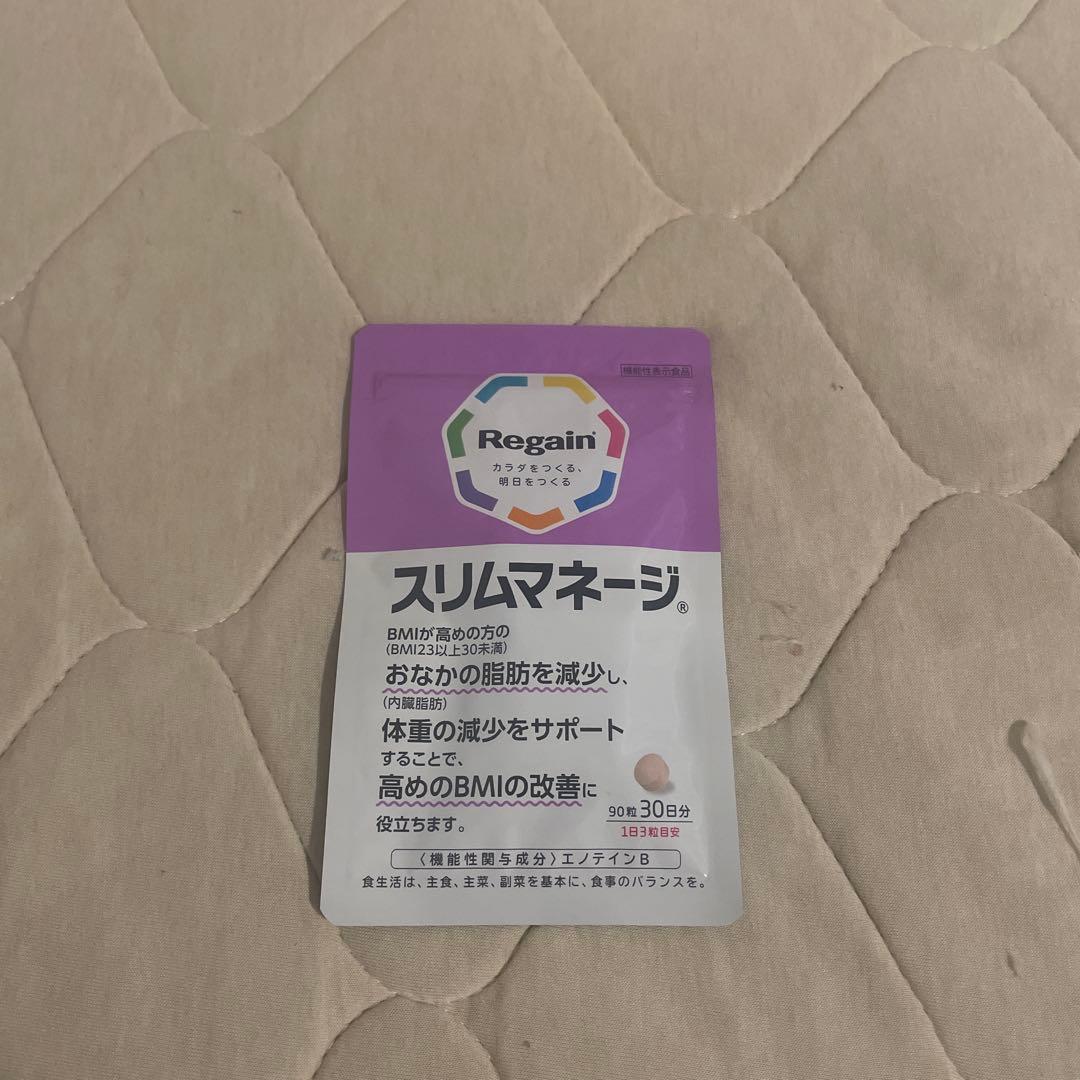 機能性表示食品
Regain®
カラダをつくる、
明日をつくる
スリムマネージ®
BMIが高めの方の
(BMI23以上30未満)
おなかの脂肪を減少し、
(内臓脂肪)
体重の減少をサポート
することで、
高めのBMIの改善に
役立ちます。
90粒30日分
1日3粒目安
〈機能性関与成分〉エノテインB
食生活は、主食、主菜、副菜を基本に、食事のバランスを。